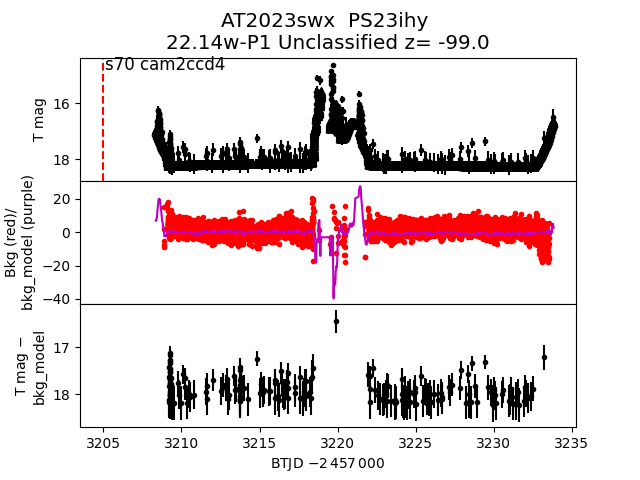 AT2023swx  PS23ihy
22.14w-P1 Unclassified z= -99.0
s70 cam2ccd4
T mag
16
18
Bkg (red)/
bkg_model (purple)
20
0
−20
−40
T mag −
bkg_model
17
18
3205 3210 3215 3220 3225 3230 3235
BTJD −2 457 000